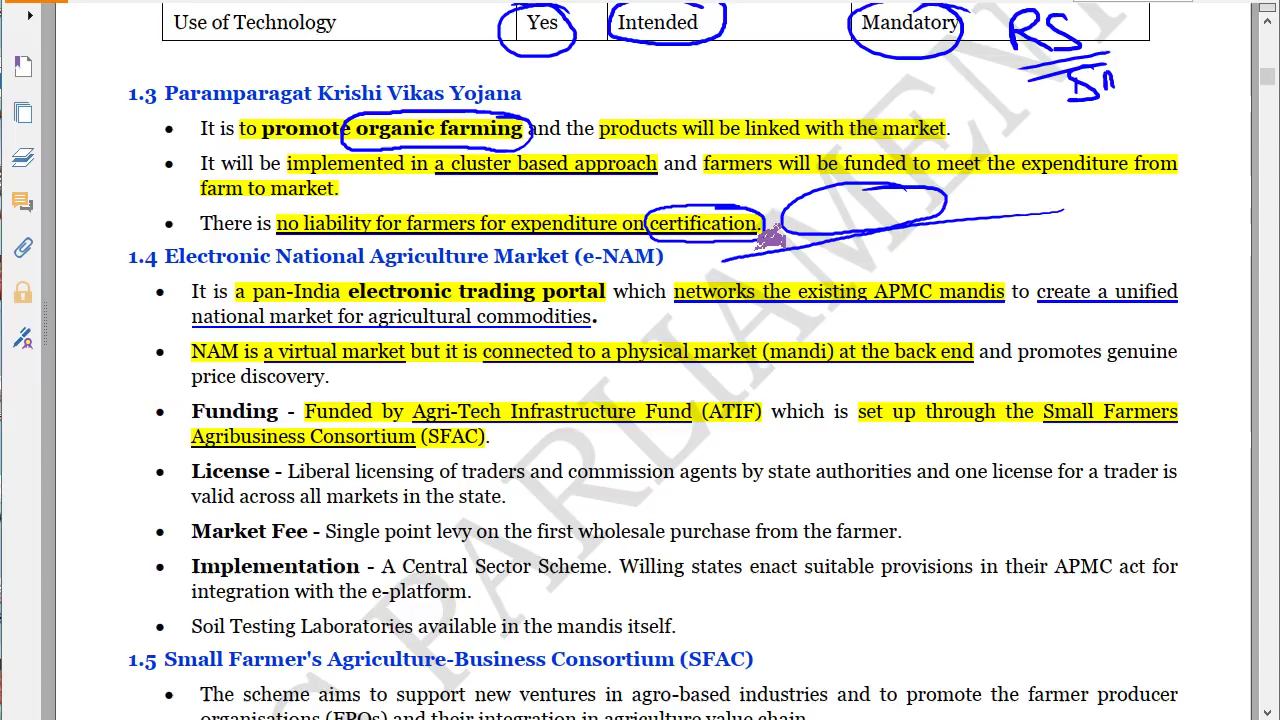 Use of Technology Yes Intended Mandatory
RS
1.3 Paramparagat Krishi Vikas Yojana
• It is to promote organic farming and the products will be linked with the market.
• It will be implemented in a cluster based approach and farmers will be funded to meet the expenditure from
farm to market.
• There is no liability for farmers for expenditure on certification.
1.4 Electronic National Agriculture Market (e-NAM)
• It is a pan-India electronic trading portal which networks the existing APMC mandis to create a unified
national market for agricultural commodities.
• NAM is a virtual market but it is connected to a physical market (mandi) at the back end and promotes genuine
price discovery.
• Funding - Funded by Agri-Tech Infrastructure Fund (ATIF) which is set up through the Small Farmers
Agribusiness Consortium (SFAC).
• License - Liberal licensing of traders and commission agents by state authorities and one license for a trader is
valid across all markets in the state.
• Market Fee - Single point levy on the first wholesale purchase from the farmer.
• Implementation - A Central Sector Scheme. Willing states enact suitable provisions in their APMC act for
integration with the e-platform.
• Soil Testing Laboratories available in the mandis itself.
1.5 Small Farmer's Agriculture-Business Consortium (SFAC)
• The scheme aims to support new ventures in agro-based industries and to promote the farmer producer
organisations (FPOs) and their integration in agriculture value chain.
PARLIAMENT